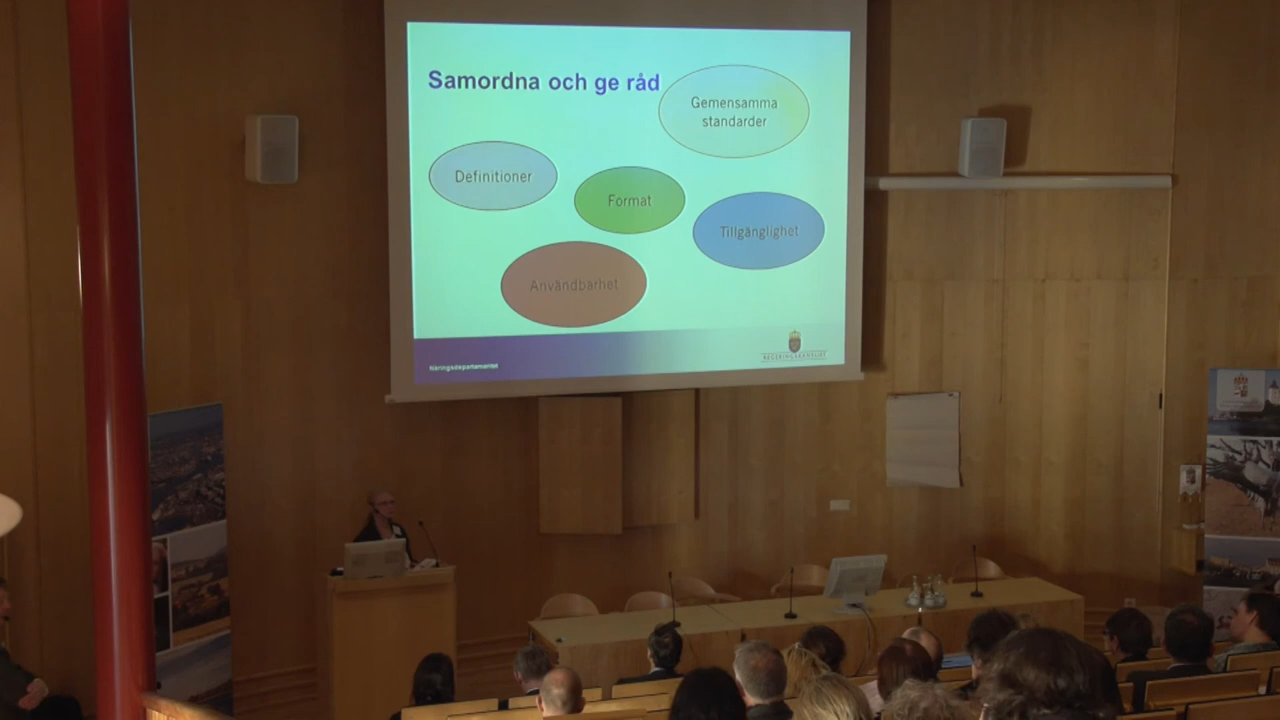 Samordna och ge råd
Gemensamma
standarder
Definitioner
Format
Tillgänglighet
Användbarhet
Näringsdepartementet
REGERINGSKANSLIET